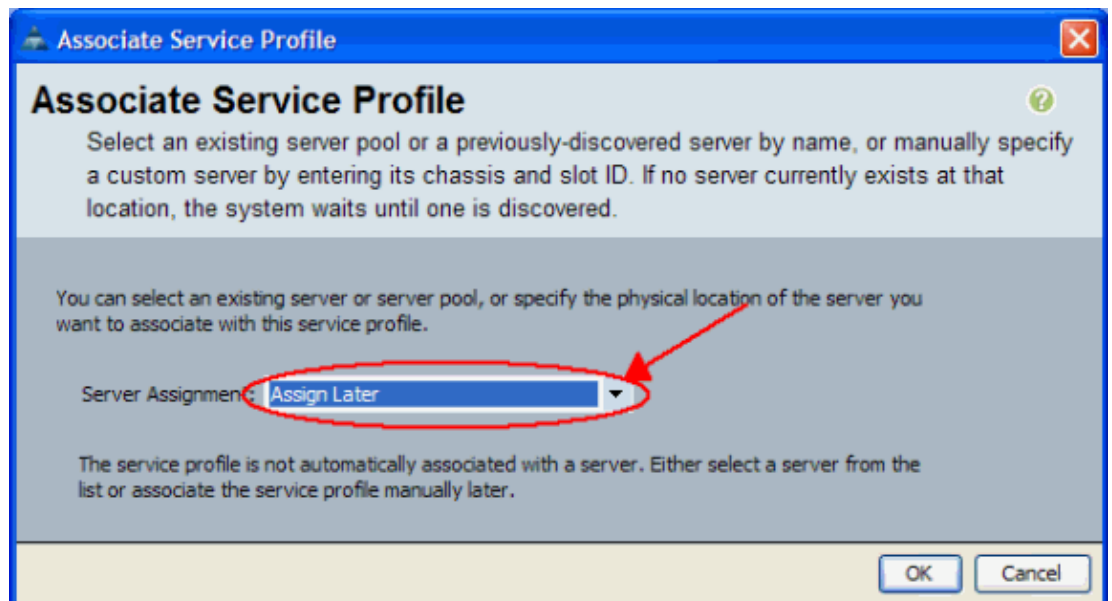 Associate Service Profile
Associate Service Profile
Select an existing server pool or a previously-discovered server by name, or manually specify
a custom server by entering its chassis and slot ID. If no server currently exists at that
location, the system waits until one is discovered.
You can select an existing server or server pool, or specify the physical location of the server you
want to associate with this service profile.
Server Assignment: Assign Later
The service profile is not automatically associated with a server. Either select a server from the
list or associate the service profile manually later.
OK Cancel